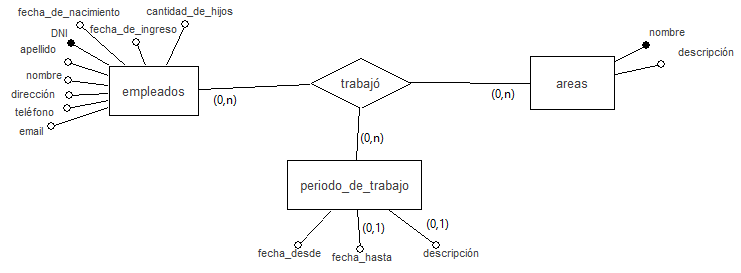 fecha_de_nacimiento
cantidad_de_hijos
fecha_de_ingreso
DNI
apellido
nombre
dirección
teléfono
email
empleados
(0,n)
trabajó
(0,n)
areas
nombre
descripción
(0,n)
periodo_de_trabajo
(0,1)
(0,1)
fecha_desde
fecha_hasta
descripción